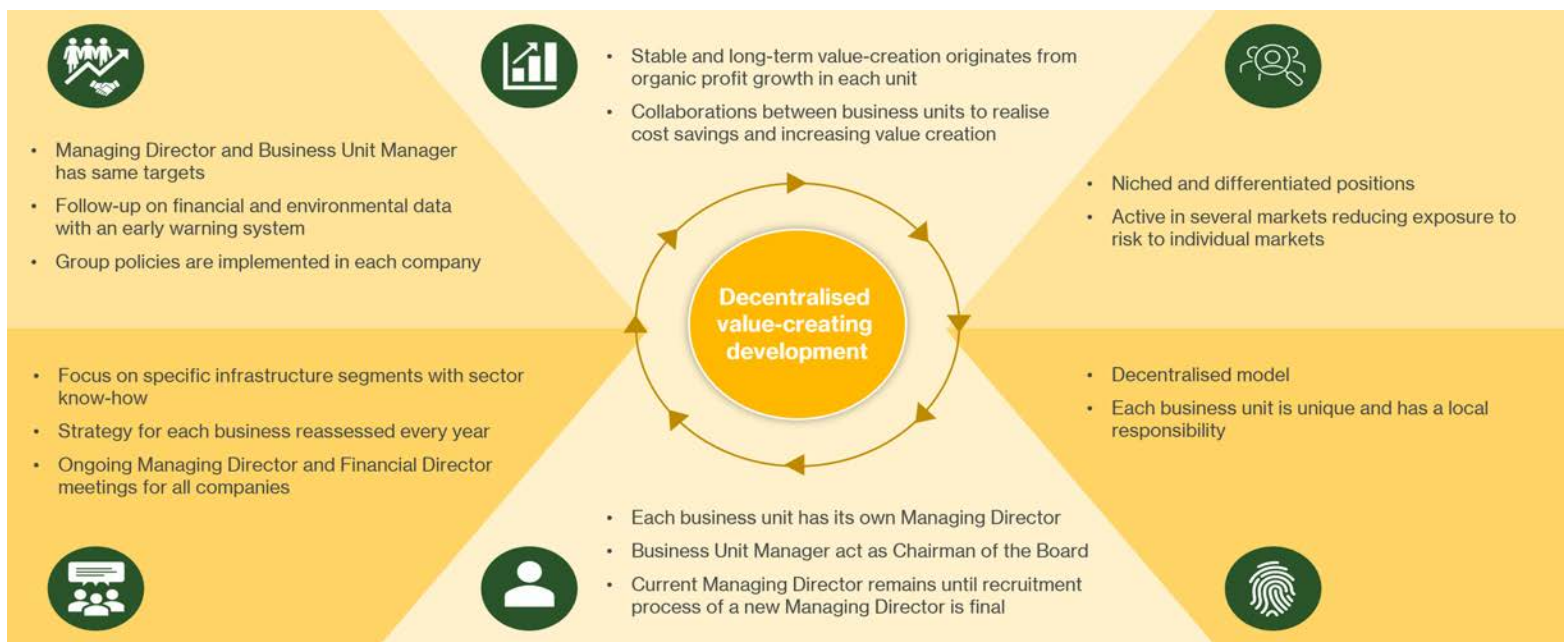 • Stable and long-term value-creation originates from
organic profit growth in each unit
• Collaborations between business units to realise
cost savings and increasing value creation
• Managing Director and Business Unit Manager
has same targets
• Follow-up on financial and environmental data
with an early warning system
• Group policies are implemented in each company
• Niched and differentiated positions
• Active in several markets reducing exposure to
risk to individual markets
Decentralised
value-creating
development
• Focus on specific infrastructure segments with sector
know-how
• Strategy for each business reassessed every year
• Ongoing Managing Director and Financial Director
meetings for all companies
• Decentralised model
• Each business unit is unique and has a local
responsibility
• Each business unit has its own Managing Director
• Business Unit Manager act as Chairman of the Board
• Current Managing Director remains until recruitment
process of a new Managing Director is final